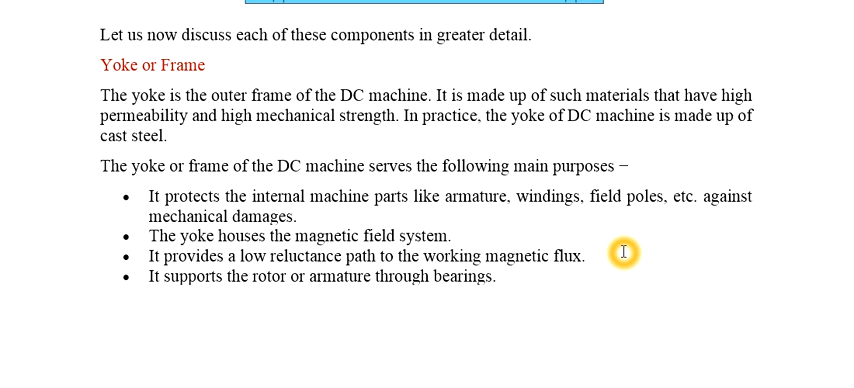 Let us now discuss each of these components in greater detail.
Yoke or Frame
The yoke is the outer frame of the DC machine. It is made up of such materials that have high
permeability and high mechanical strength. In practice, the yoke of DC machine is made up of
cast steel.
The yoke or frame of the DC machine serves the following main purposes −
• It protects the internal machine parts like armature, windings, field poles, etc. against
mechanical damages.
• The yoke houses the magnetic field system.
• It provides a low reluctance path to the working magnetic flux.
• It supports the rotor or armature through bearings.